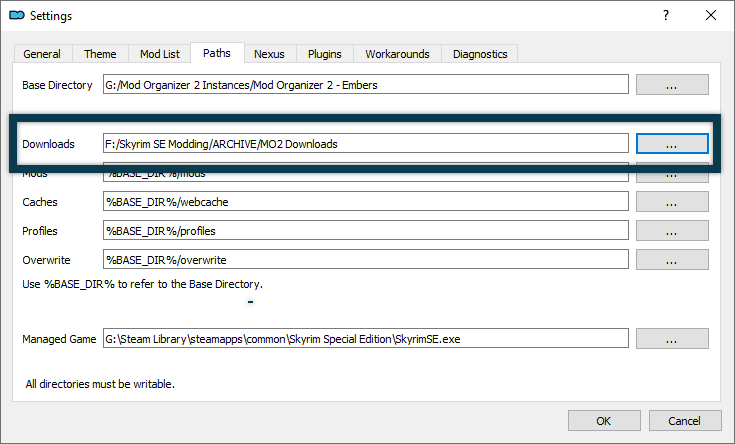 Settings
?
General Theme Mod List Paths Nexus Plugins Workarounds Diagnostics
Base Directory G:/Mod Organizer 2 Instances/Mod Organizer 2 - Embers ...
Downloads F:/Skyrim SE Modding/ARCHIVE/MO2 Downloads ...
Mods %BASE_DIR%/mods ...
Caches %BASE_DIR%/webcache ...
Profiles %BASE_DIR%/profiles ...
Overwrite %BASE_DIR%/overwrite ...
Use %BASE_DIR% to refer to the Base Directory.
Managed Game G:\Steam Library\steamapps\common\Skyrim Special Edition\SkyrimSE.exe ...
All directories must be writable.
OK Cancel